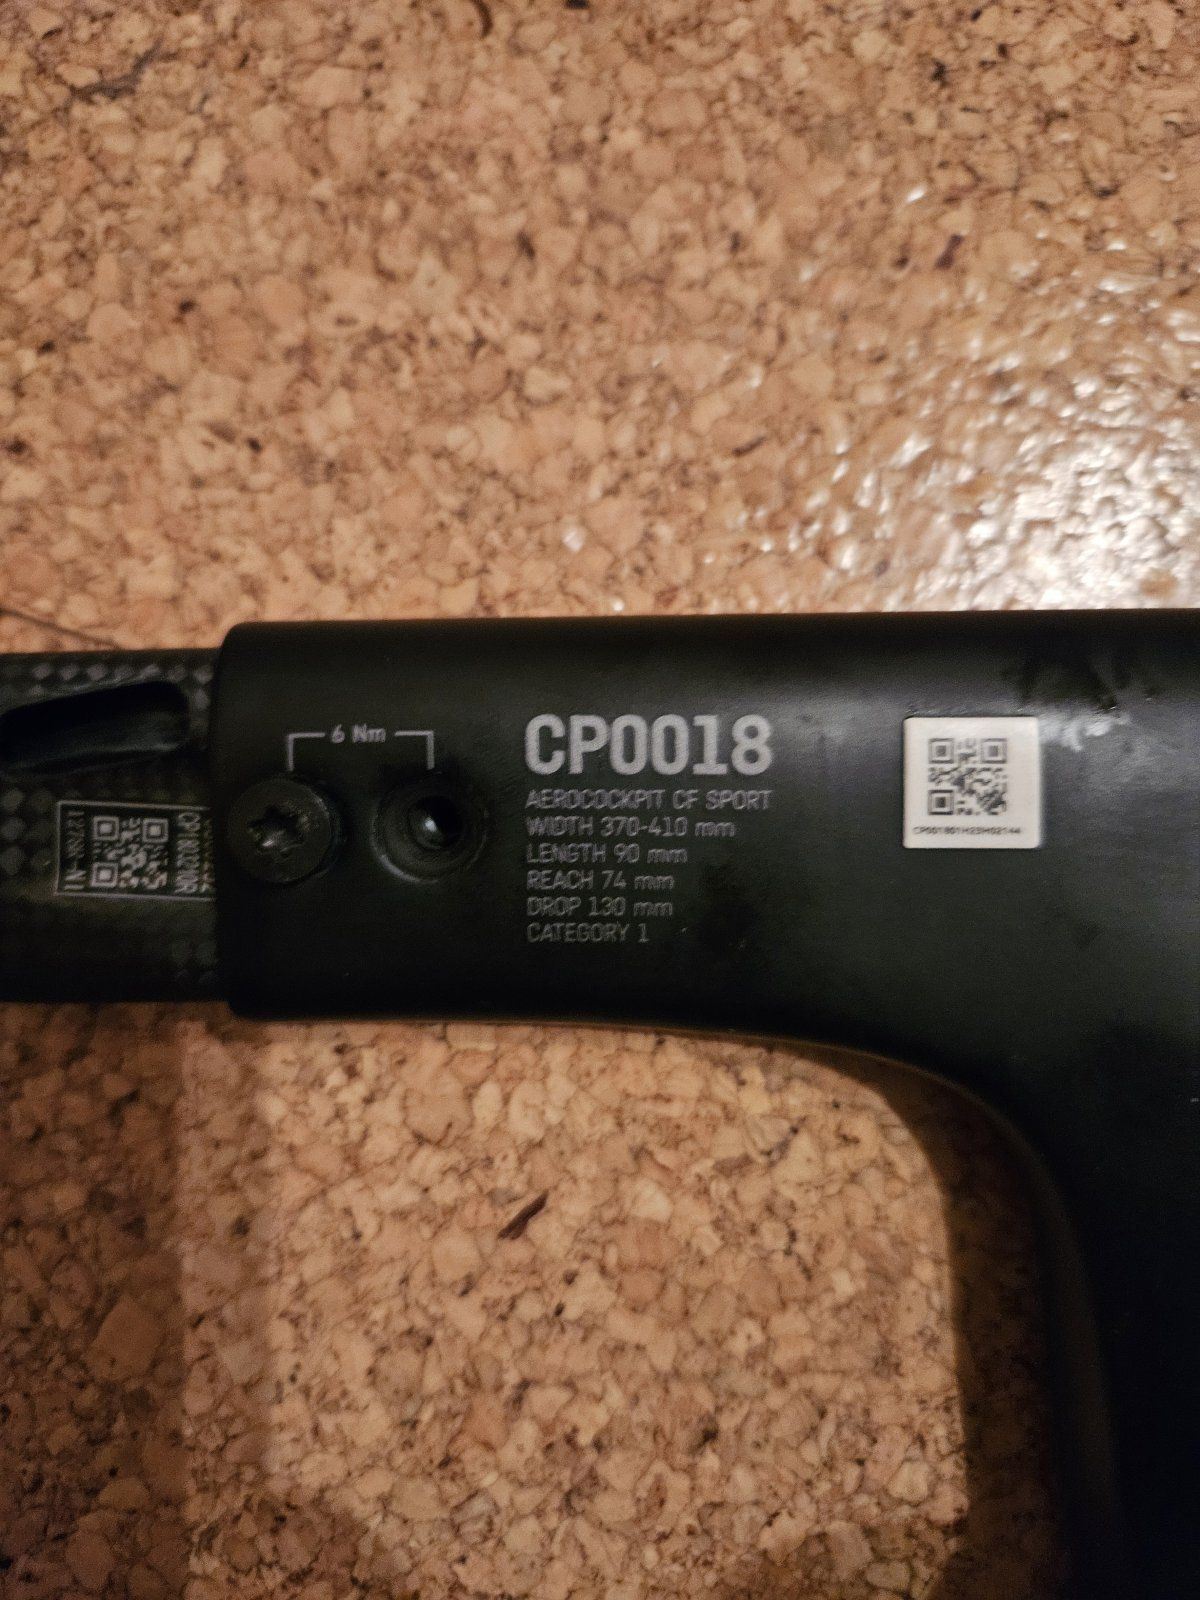 6 Nm
CP0018
AEROCOCKPIT CF SPORT
WIDTH 370-410 mm
LENGTH 90 mm
REACH 74 mm
DROP 130 mm
CATEGORY 1